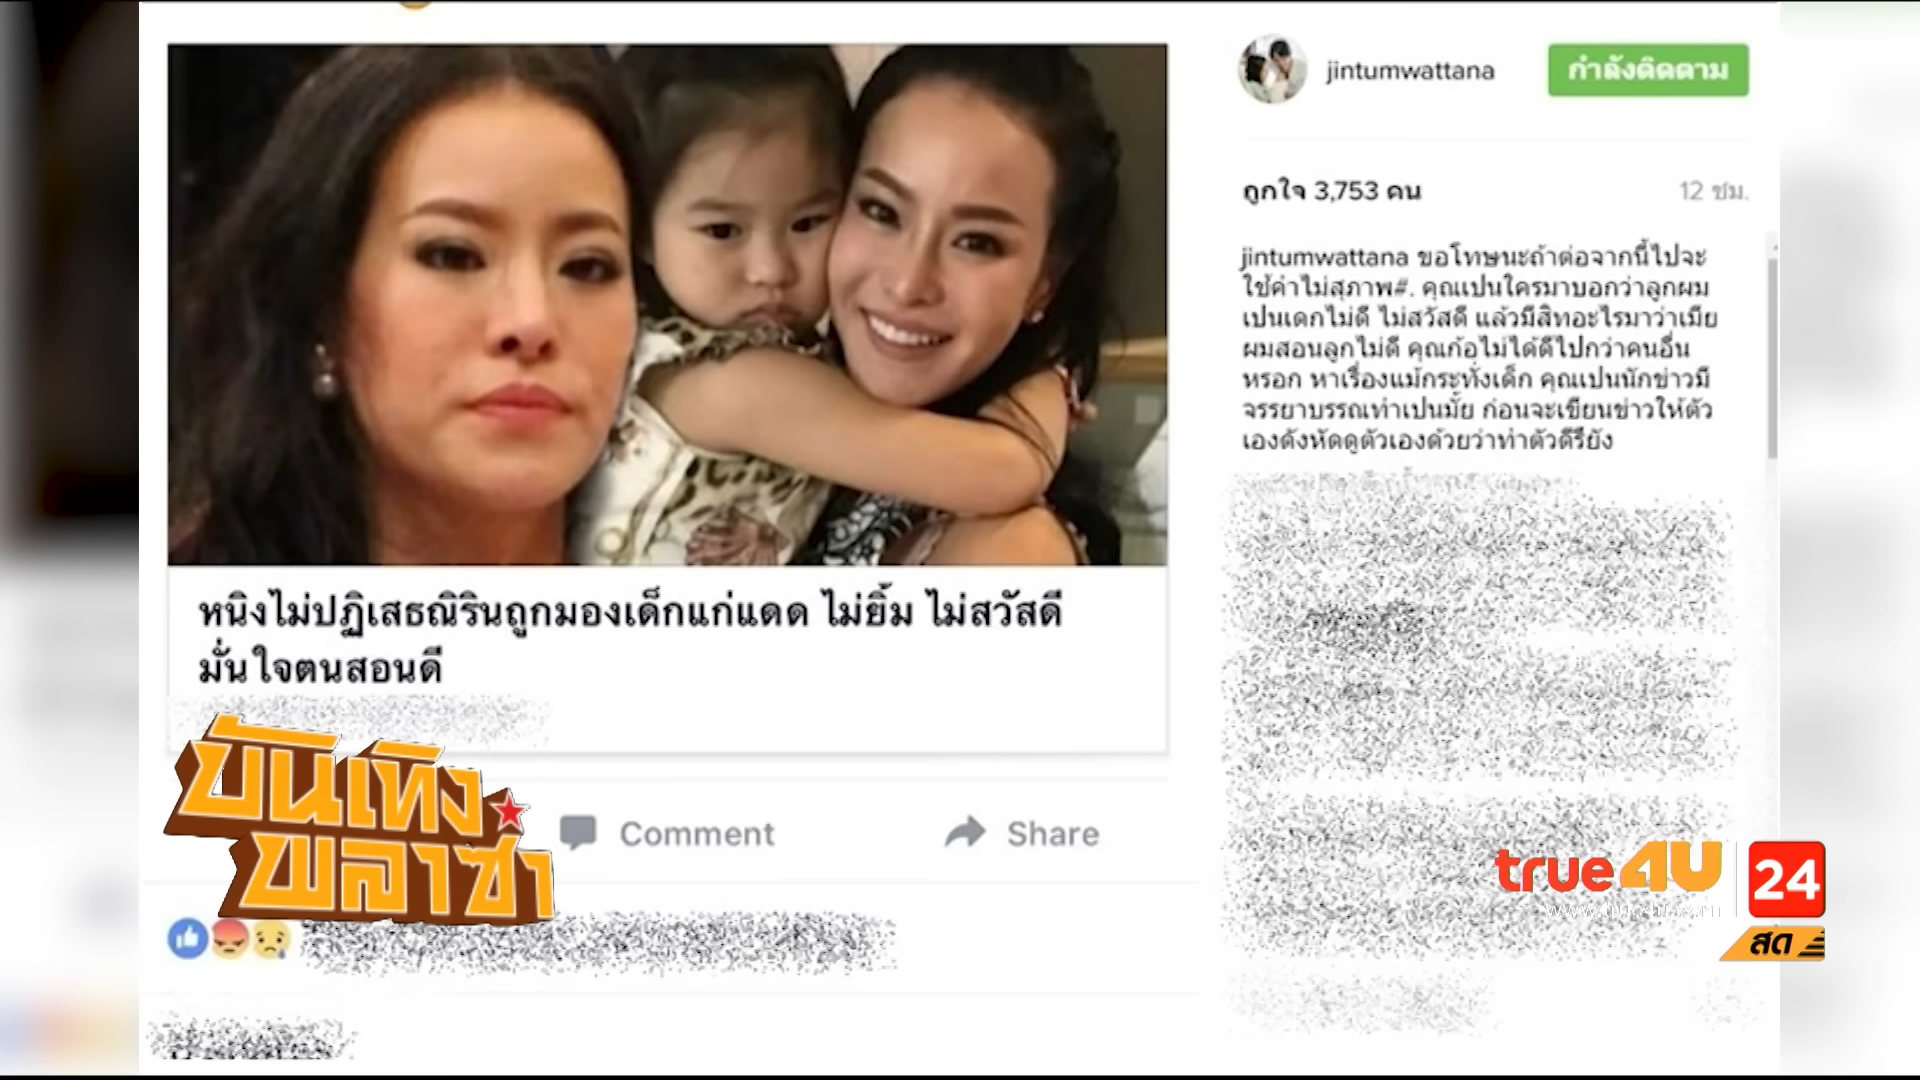 jintumwattana
กำลังติดตาม
ถูกใจ 3,753 คน
12 ชม.
jintumwattana ขอโทษนะถ้าต่อจากนี้ไปจะ
ใช้คำไม่สุภาพ#. คุณเปนใครมาบอกว่าลูกผม
เปนเดกไม่ดี ไม่สวัสดี แล้วมีสิทอะไรมาว่าเมีย
ผมสอนลูกไม่ดี คุณก้อไม่ได้ดีไปกว่าคนอื่น
หรอก หาเรื่องแม้กระทั่งเด็ก คุณเปนนักข่าวมี
จรรยาบรรณทำเปนมั้ย ก่อนจะเขียนข่าวให้ตัว
เองดังหัดดูตัวเองด้วยว่าทำตัวดีรึยัง
หนิงไม่ปฏิเสธณิรินถูกมองเด็กแก่แดด ไม่ยิ้ม ไม่สวัสดี
มั่นใจตนสอนดี
บันเทิง
พลาซ่า
Comment
Share
true4U 24
สด